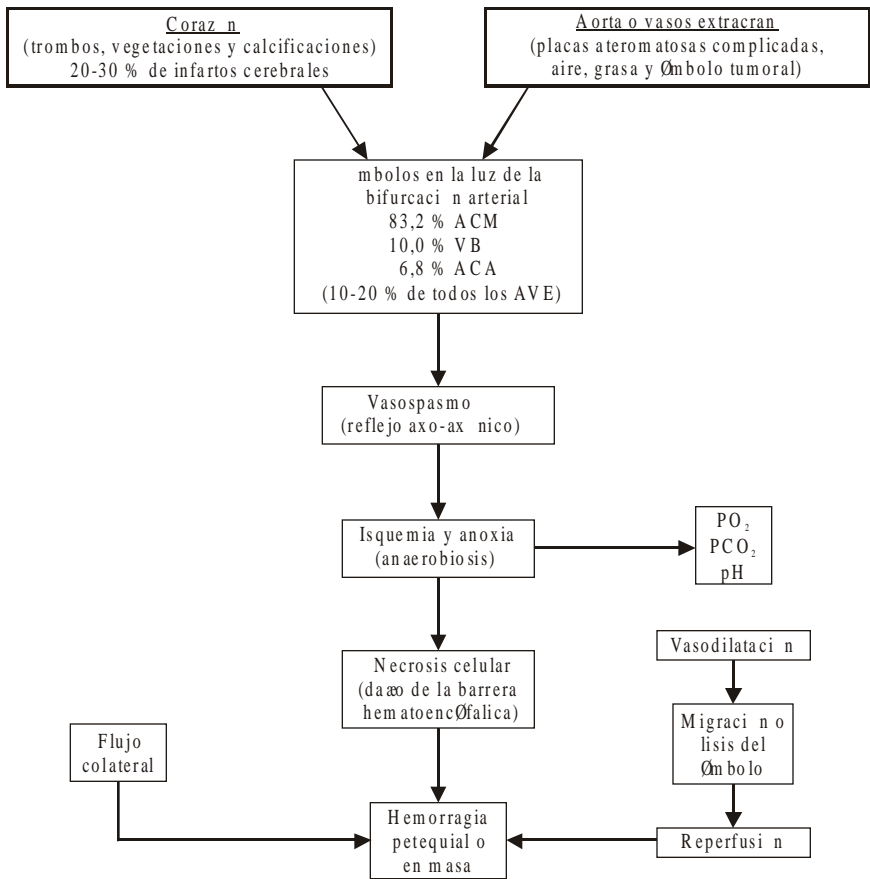 Coraz n
(trombos, vegetaciones y calcificaciones)
20-30 % de infartos cerebrales
Aorta o vasos extracran
(placas ateromatosas complicadas,
aire, grasa y Ømbolo tumoral)
mbolos en la luz de la
bifurcaci n arterial
83,2 % ACM
10,0 % VB
6,8 % ACA
(10-20 % de todos los AVE)
Vasospasmo
(reflejo axo-ax nico)
Isquemia y anoxia
(anaerobiosis)
PO₂
PCO₂
pH
Necrosis celular
(daæo de la barrera
hematoencØfalica)
Vasodilataci n
Migraci n o
lisis del
Ømbolo
Flujo
colateral
Hemorragia
petequial o
en masa
Reperfusi n